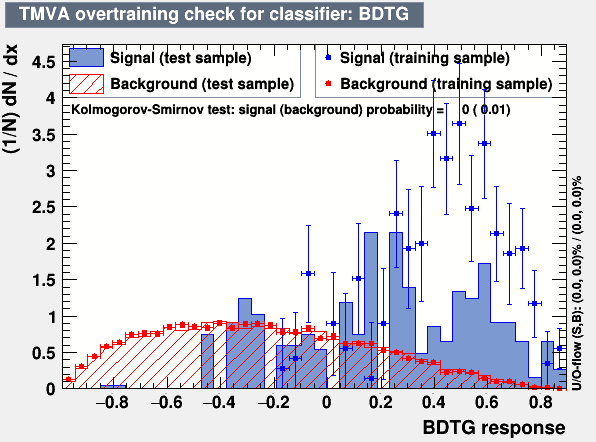 TMVA overtraining check for classifier: BDTG
(1/N) dN / dx
Signal (test sample)
Background (test sample)
Signal (training sample)
Background (training sample)
Kolmogorov-Smirnov test: signal (background) probability = 0 ( 0.01)
4.5
4
3.5
3
2.5
2
1.5
1
0.5
0
−0.8 −0.6 −0.4 −0.2 0 0.2 0.4 0.6 0.8
BDTG response
U/O-flow (S,B): (0.0, 0.0)% / (0.0, 0.0)%